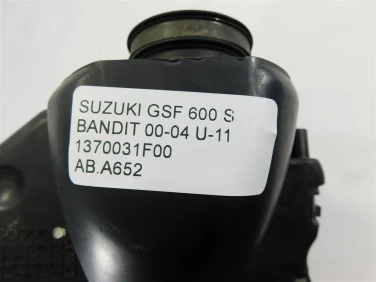 SUZUKI GSF 600 S
BANDIT 00-04 U-11
1370031F00
AB.A652